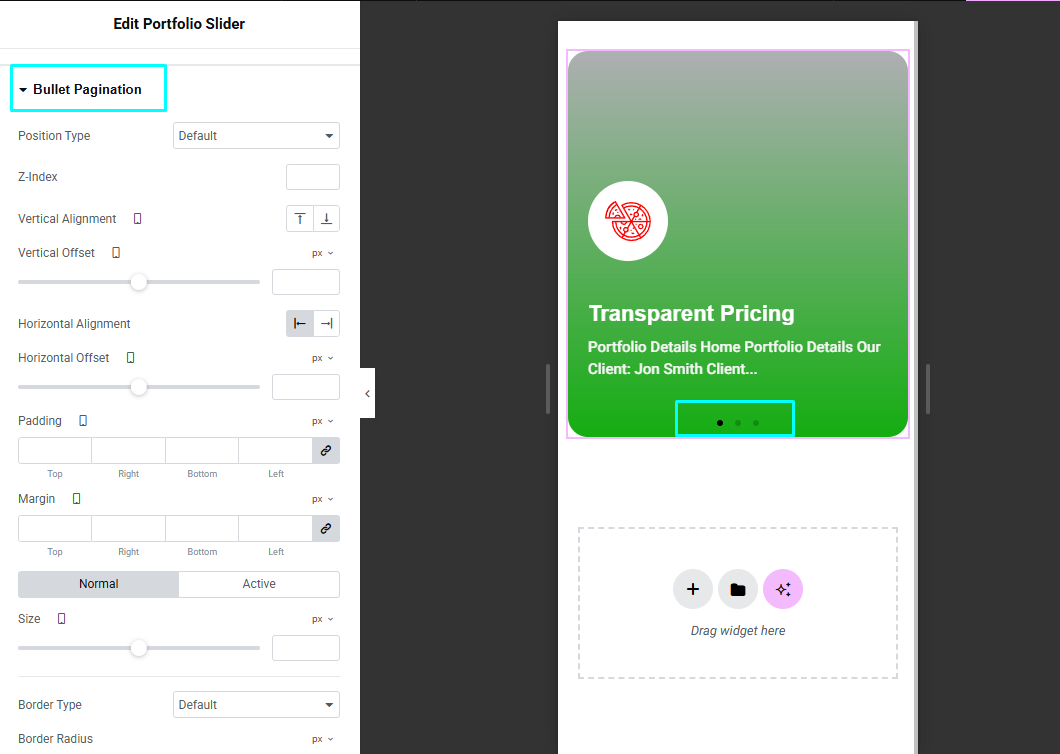 Edit Portfolio Slider
Bullet Pagination
Position Type
Default
Z-Index
Vertical Alignment
Vertical Offset
px
Horizontal Alignment
Horizontal Offset
px
Padding
px
Top Right Bottom Left
Margin
px
Top Right Bottom Left
Normal Active
Size
px
Border Type
Default
Border Radius
px
Transparent Pricing
Portfolio Details Home Portfolio Details Our
Client: Jon Smith Client...
Drag widget here